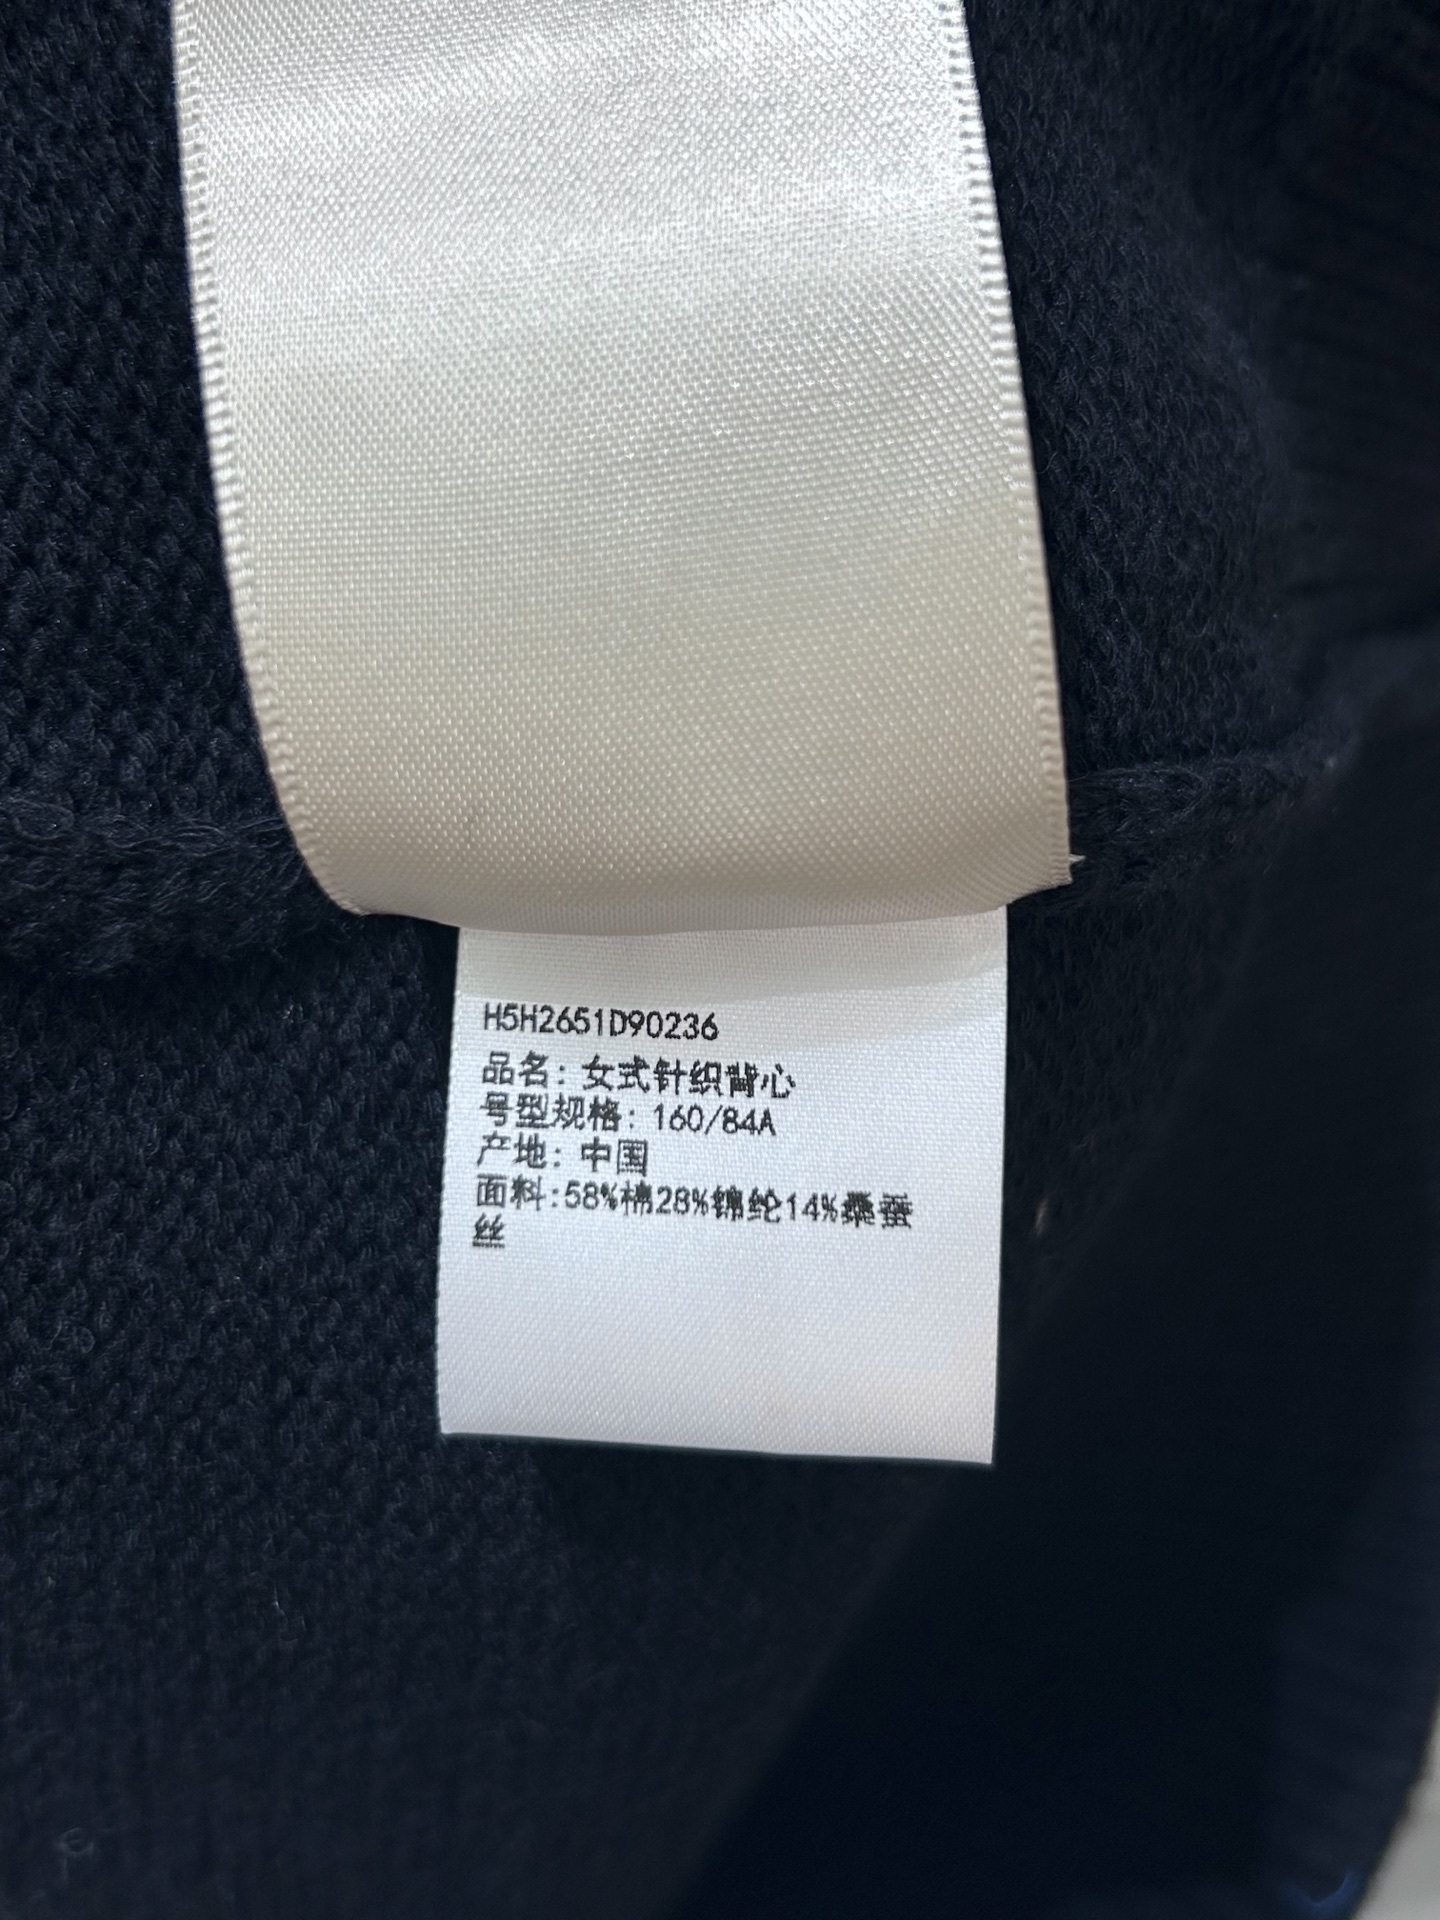 H5H2651D90236
品名: 女式针织背心
号型规格: 160/84A
产地: 中国
面料:58%棉28%锦纶14%桑蚕
丝